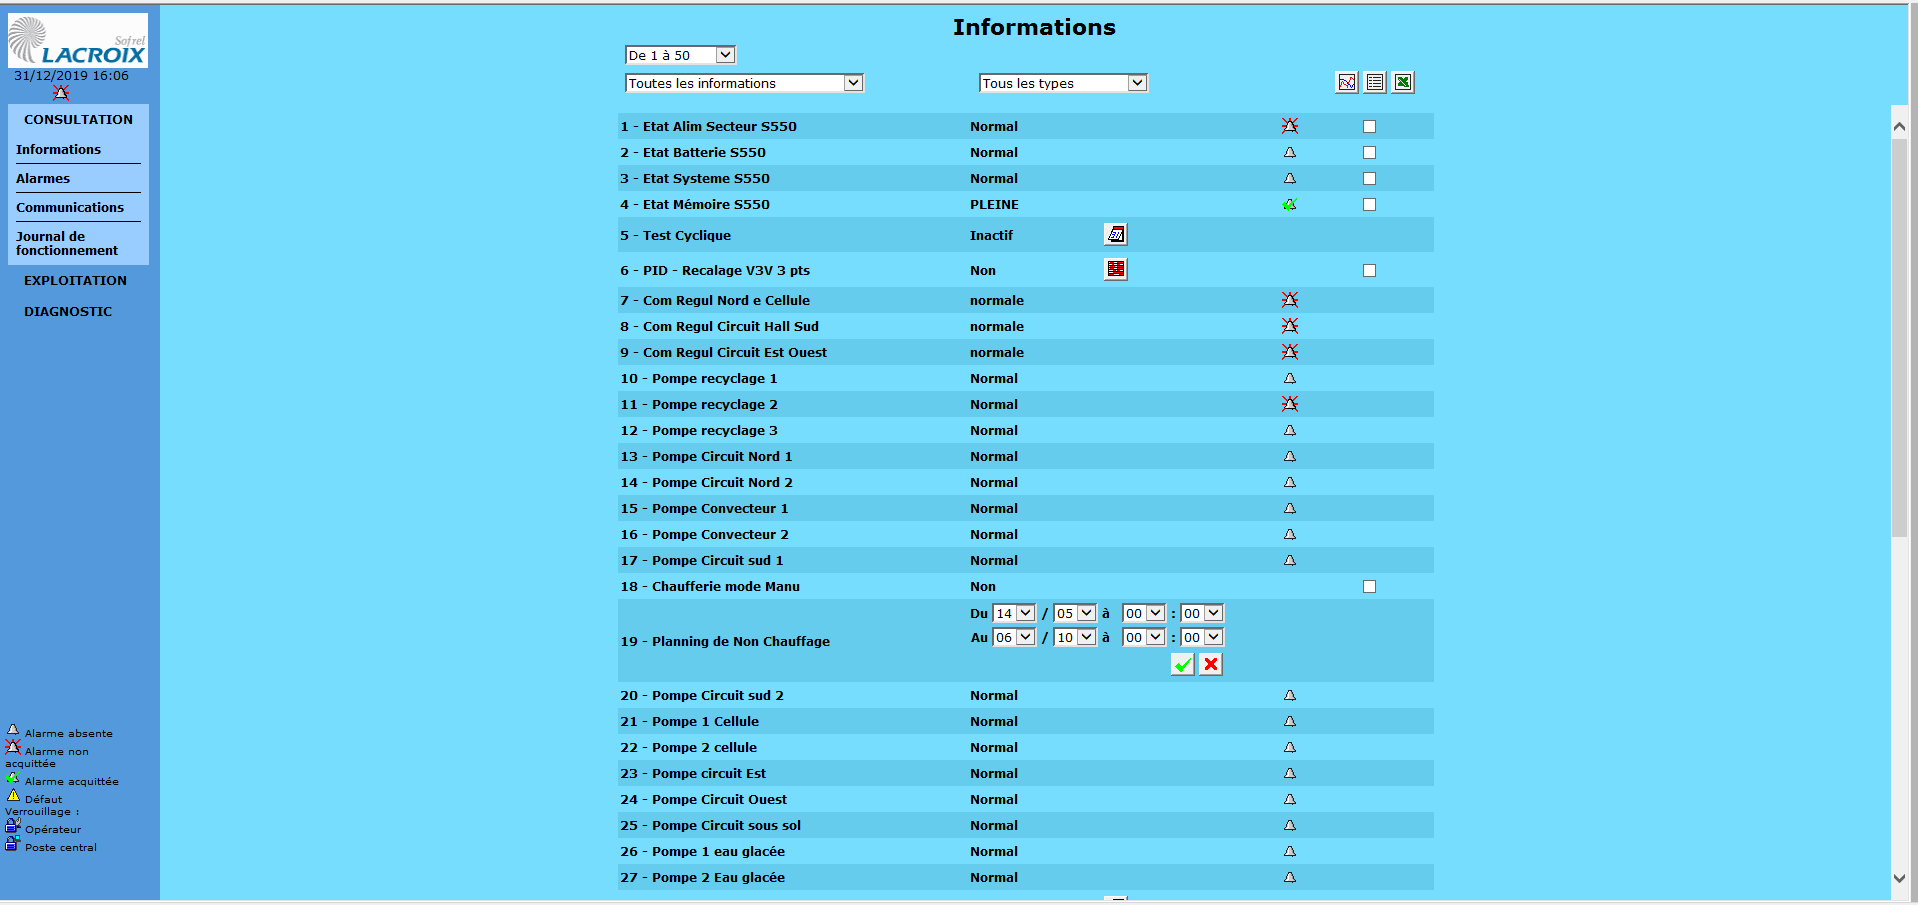 Sofrel
LACROIX
31/12/2019 16:06
CONSULTATION
Informations
Alarmes
Communications
Journal de
fonctionnement
EXPLOITATION
DIAGNOSTIC
Alarme absente
Alarme non
acquittée
Alarme acquittée
Défaut
Verrouillage :
Opérateur
Poste central
Informations
De 1 à 50
Toutes les informations Tous les types
1 - Etat Alim Secteur S550 Normal
2 - Etat Batterie S550 Normal
3 - Etat Systeme S550 Normal
4 - Etat Mémoire S550 PLEINE
5 - Test Cyclique Inactif
6 - PID - Recalage V3V 3 pts Non
7 - Com Regul Nord e Cellule normale
8 - Com Regul Circuit Hall Sud normale
9 - Com Regul Circuit Est Ouest normale
10 - Pompe recyclage 1 Normal
11 - Pompe recyclage 2 Normal
12 - Pompe recyclage 3 Normal
13 - Pompe Circuit Nord 1 Normal
14 - Pompe Circuit Nord 2 Normal
15 - Pompe Convecteur 1 Normal
16 - Pompe Convecteur 2 Normal
17 - Pompe Circuit sud 1 Normal
18 - Chaufferie mode Manu Non
Du 14 / 05 à 00 : 00
19 - Planning de Non Chauffage Au 06 / 10 à 00 : 00
20 - Pompe Circuit sud 2 Normal
21 - Pompe 1 Cellule Normal
22 - Pompe 2 cellule Normal
23 - Pompe circuit Est Normal
24 - Pompe Circuit Ouest Normal
25 - Pompe Circuit sous sol Normal
26 - Pompe 1 eau glacée Normal
27 - Pompe 2 Eau glacée Normal